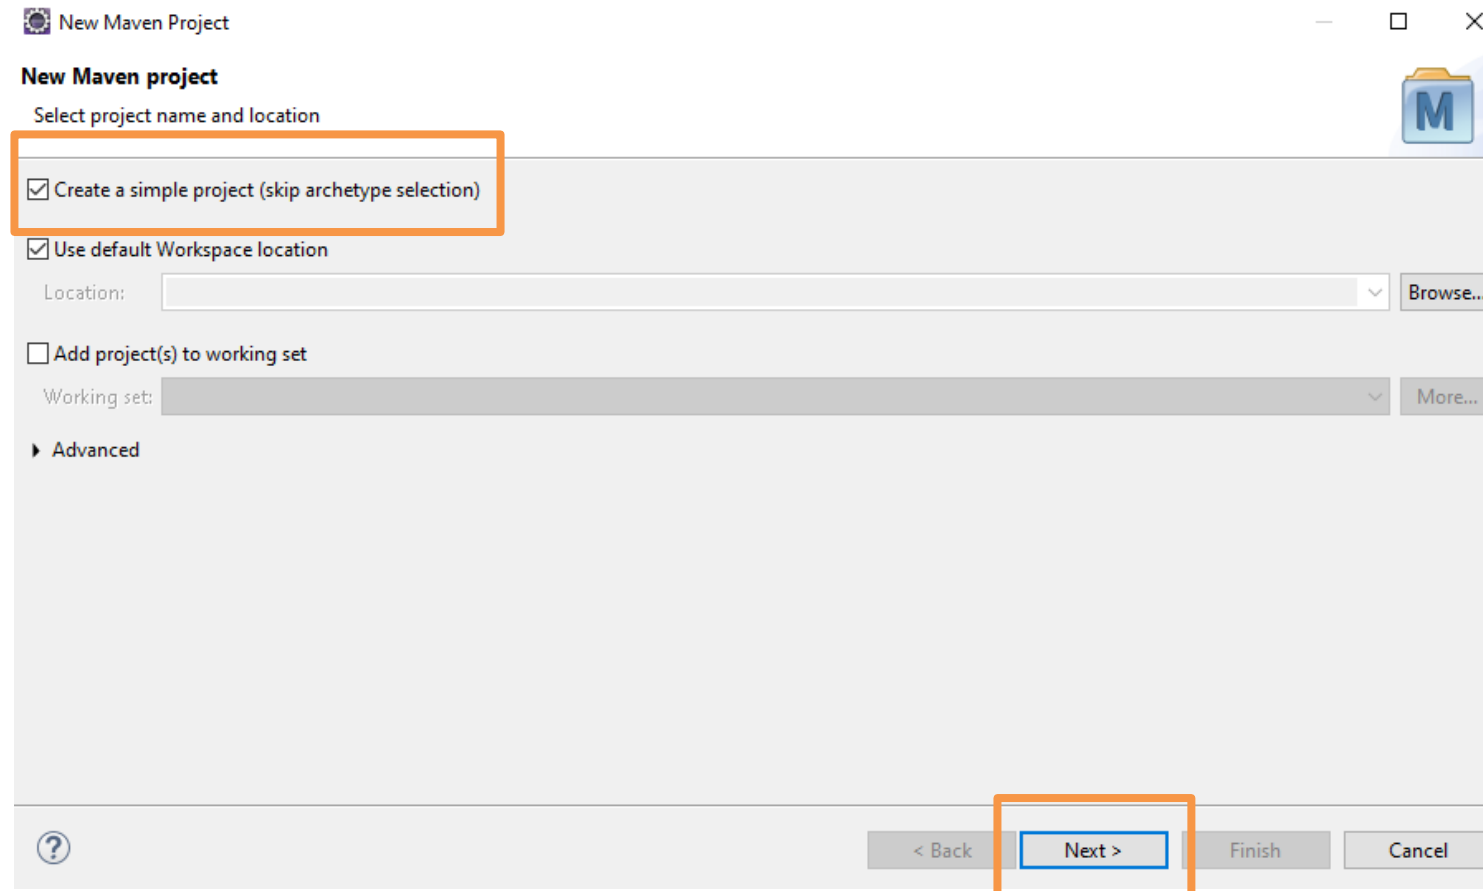 New Maven Project
New Maven project
Select project name and location
M
Create a simple project (skip archetype selection)
Use default Workspace location
Location:
Browse...
Add project(s) to working set
Working set:
More...
Advanced
?
< Back
Next >
Finish
Cancel